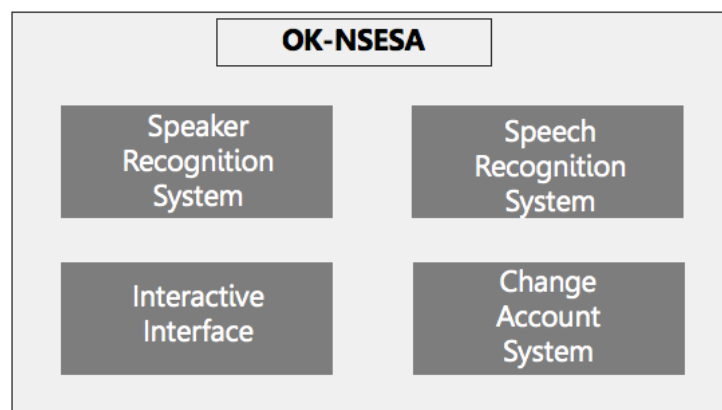 OK-NSESA
Speaker
Recognition
System
Speech
Recognition
System
Interactive
Interface
Change
Account
System